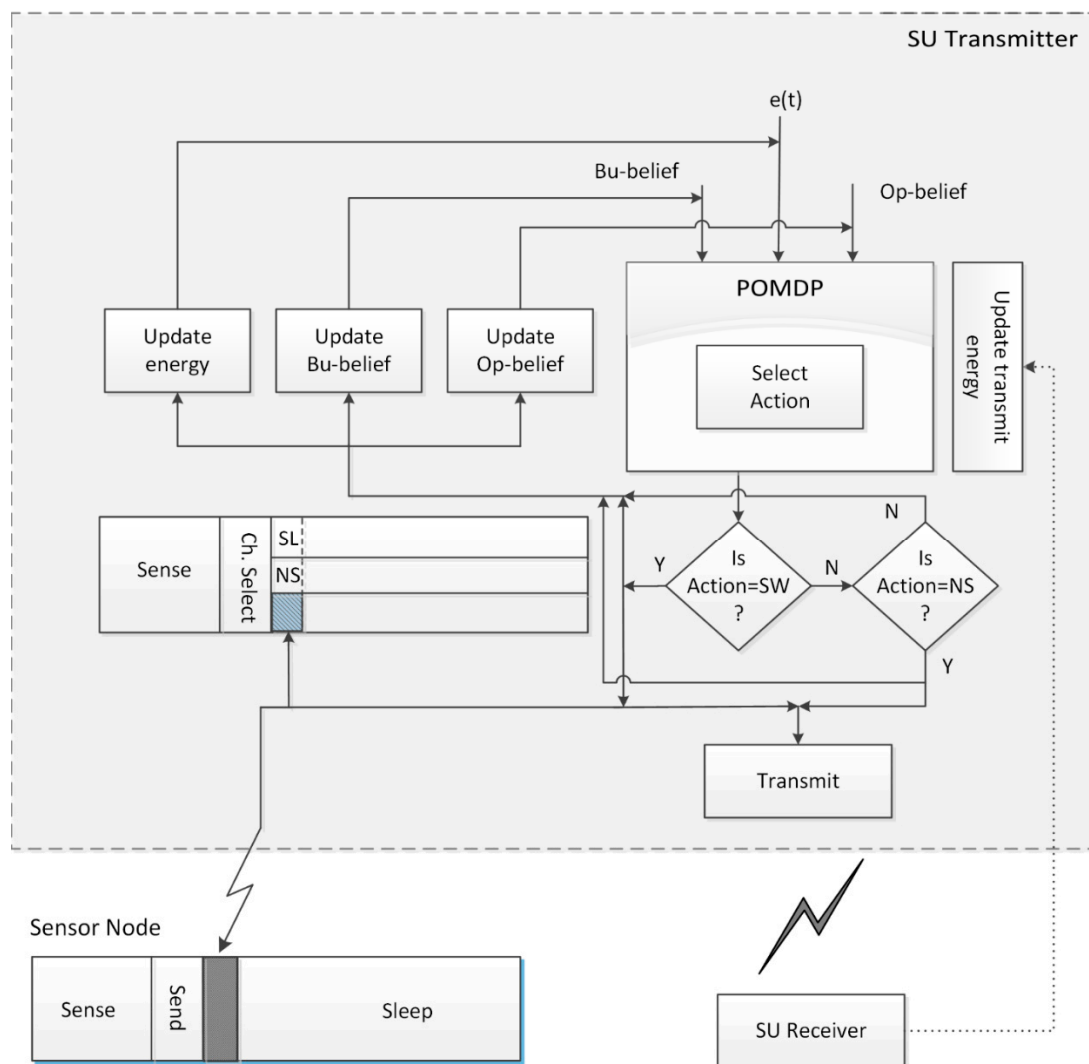 SU Transmitter
e(t)
Bu-belief
Op-belief
Update
energy
Update
Bu-belief
Update
Op-belief
POMDP
Select
Action
Update transmit
energy
Sense
Ch. Select
SL
NS
Y
Is
Action=SW
?
N
Is
Action=NS
?
N
Y
Transmit
Sensor Node
Sense
Send
Sleep
SU Receiver